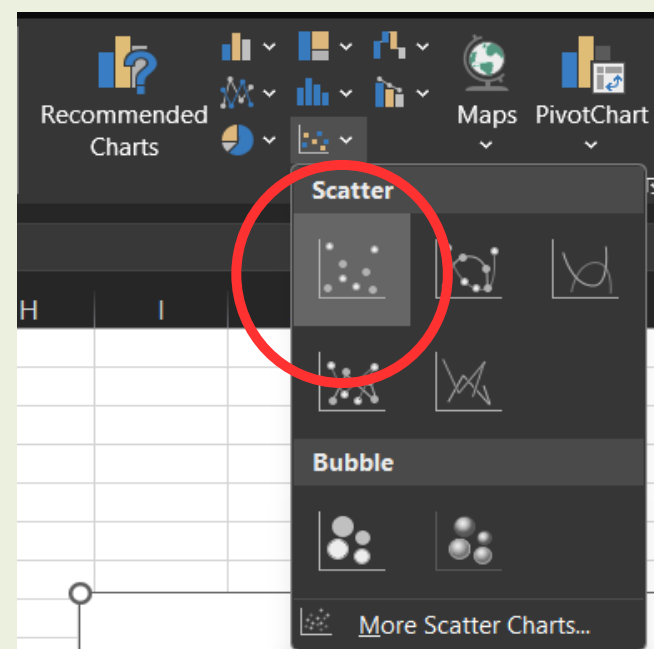 Recommended
Charts
Maps
PivotChart
Scatter
H
I
Bubble
More Scatter Charts...